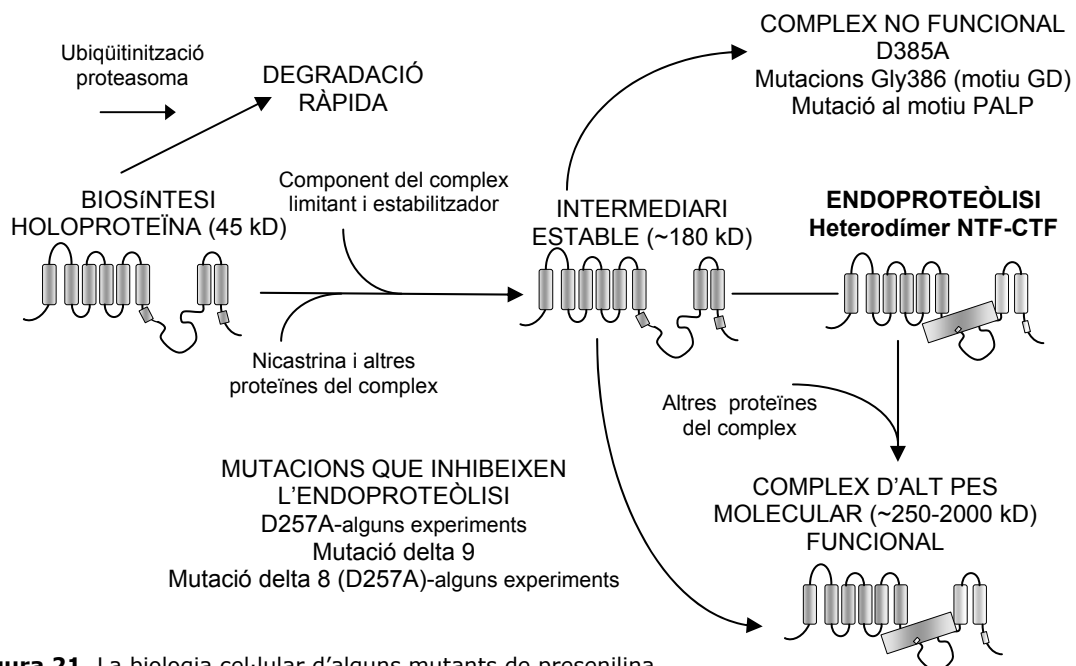 Ubiqüitinització
proteasoma
DEGRADACIÓ
RÀPIDA
BIOSíNTESI
HOLOPROTEÏNA (45 kD)
Component del complex
limitant i estabilitzador
Nicastrina i altres
proteïnes del complex
INTERMEDIARI
ESTABLE (~180 kD)
COMPLEX NO FUNCIONAL
D385A
Mutacions Gly386 (motiu GD)
Mutació al motiu PALP
ENDOPROTEÒLISI
Heterodímer NTF-CTF
Altres proteïnes
del complex
MUTACIONS QUE INHIBEIXEN
L'ENDOPROTEÒLISI
D257A-alguns experiments
Mutació delta 9
Mutació delta 8 (D257A)-alguns experiments
COMPLEX D'ALT PES
MOLECULAR (~250-2000 kD)
FUNCIONAL
gura 21. La biologia cel·lular d'alguns mutants de presenilina